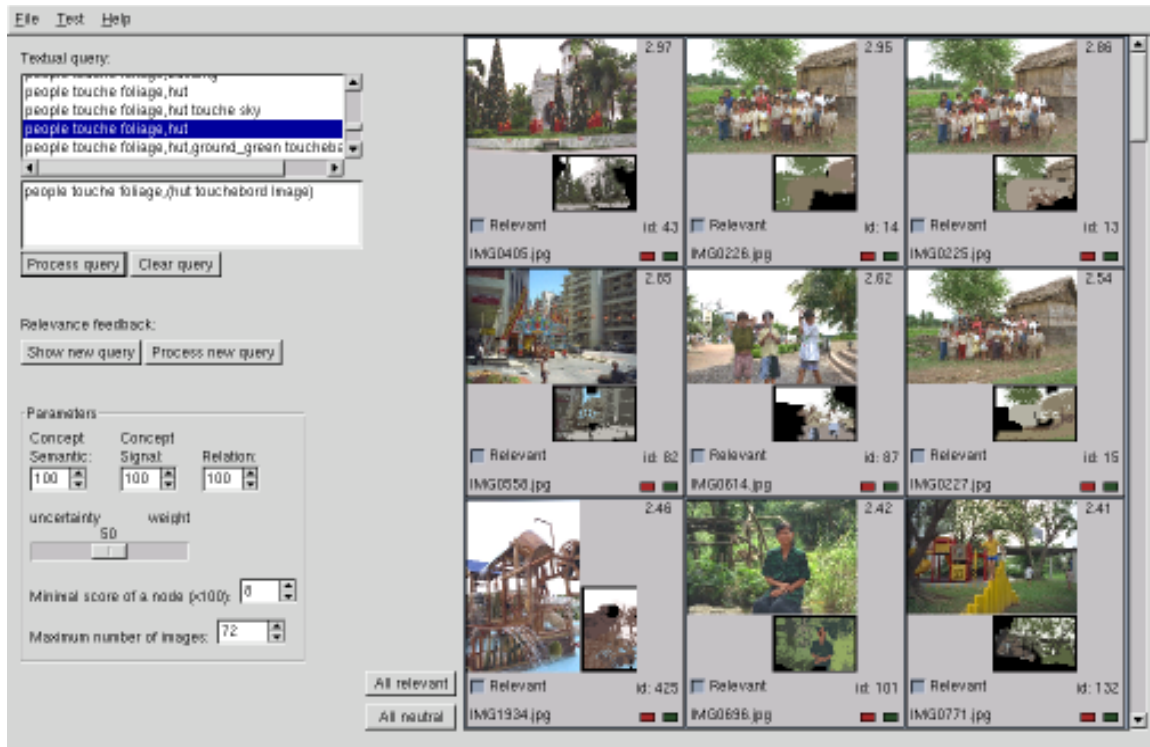 File Test Help
Textual query:
people touche foliage,hut
people touche foliage,hut touche sky
people touche foliage,hut
people touche foliage,hut,ground_green touchebo
people touche foliage,(hut touchebord Image)
Process query Clear query
Relevance feedback:
Show new query Process new query
Parameters
Concept Concept
Semantic: Signal: Relation:
100 100 100
uncertainty weight
50
Minimal score of a node (x100): 8
Maximum number of images: 72
All relevant
All neutral
2.97 2.95 2.86
Relevant id: 43 Relevant id: 14 Relevant id: 13
IMG0405.jpg IMG0226.jpg IMG0225.jpg
2.85 2.62 2.54
Relevant id: 82 Relevant id: 87 Relevant id: 15
IMG0558.jpg IMG0614.jpg IMG0227.jpg
2.46 2.42 2.41
Relevant id: 425 Relevant id: 101 Relevant id: 132
IMG1934.jpg IMG0696.jpg IMG0771.jpg